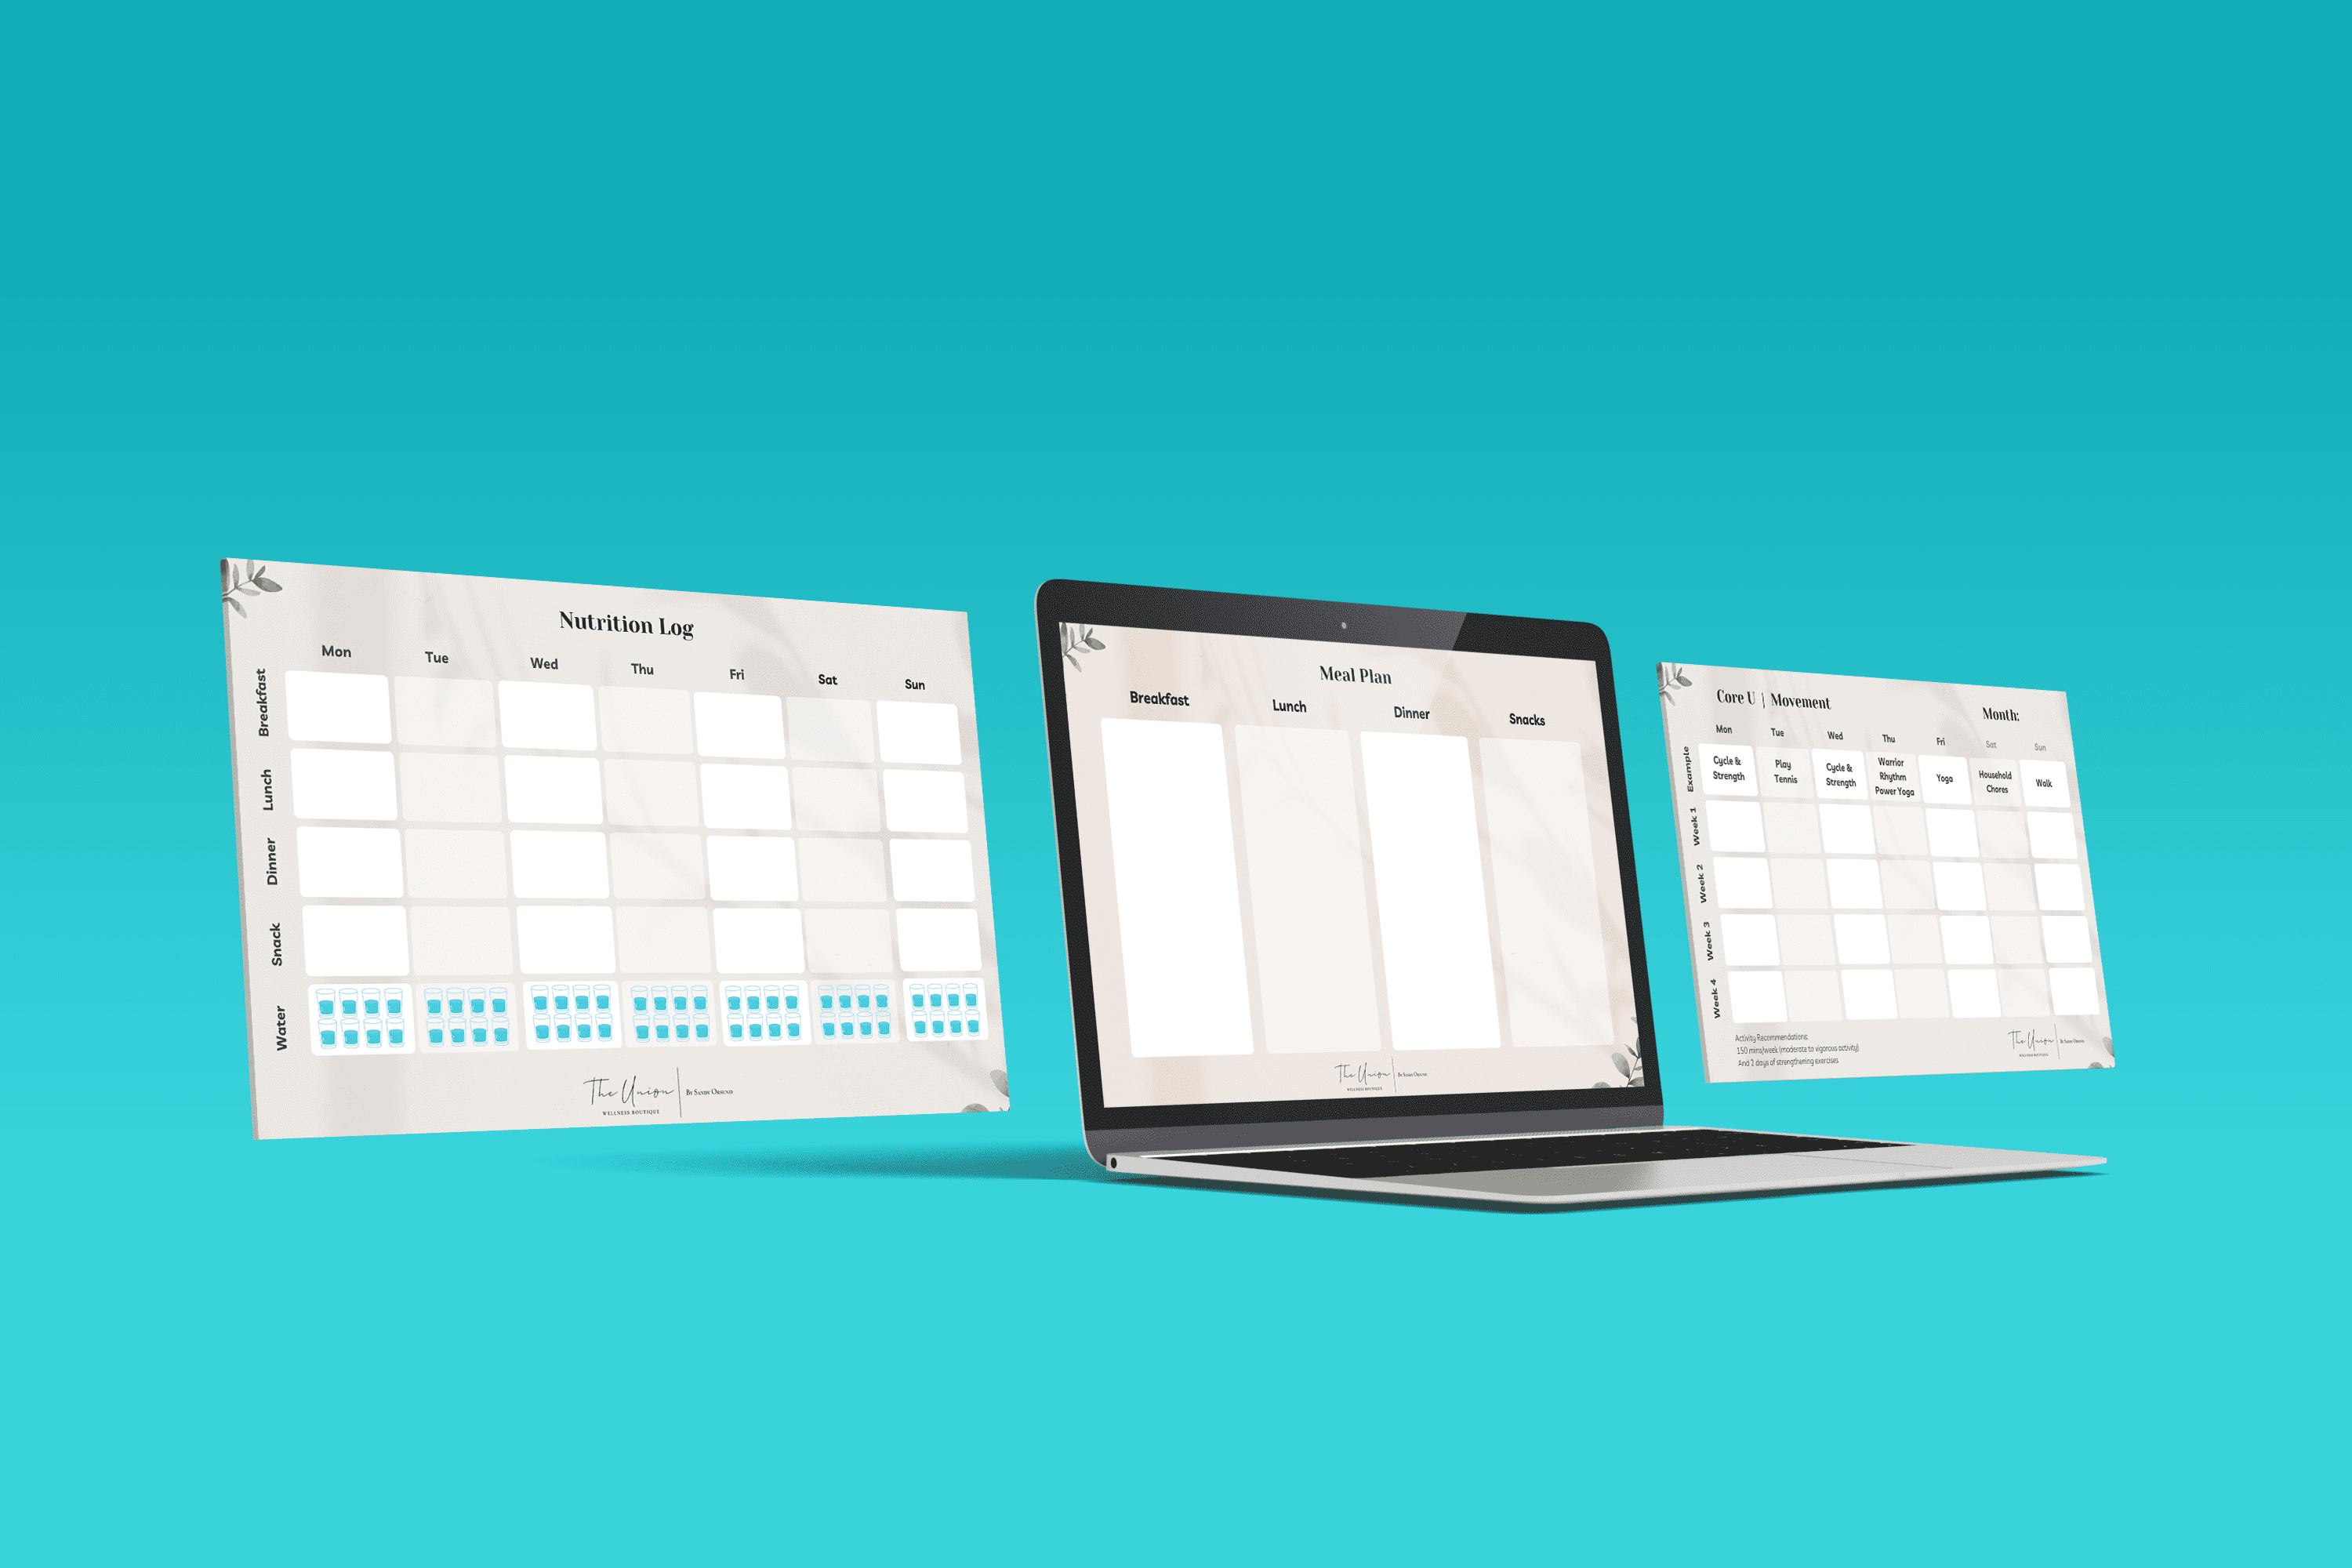 Nutrition Log
Mon Tue Wed Thu Fri Sat Sun
Breakfast
Lunch
Dinner
Snack
Water
The Union
WELLNESS BOUTIQUE
By Sandy Orsund
Meal Plan
Breakfast Lunch Dinner Snacks
The Union
WELLNESS BOUTIQUE
By Sandy Orsund
Core U | Movement
Month:
Mon Tue Wed Thu Fri Sat Sun
Example
Cycle &
Strength
Play
Tennis
Cycle &
Strength
Warrior
Rhythm
Power Yoga
Yoga
Household
Chores
Walk
Week 1
Week 2
Week 3
Week 4
Activity Recommendations:
150 mins/week (moderate to vigorous activity)
And 2 days of strengthening exercises
The Union
WELLNESS BOUTIQUE
By Sandy Orsund